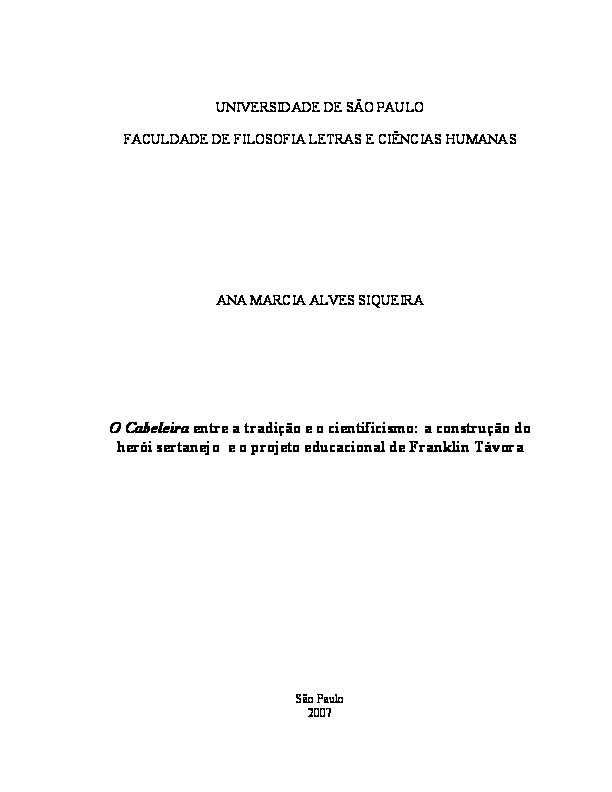 UNIVERSIDADE DE SÃO PAULO
FACULDADE DE FILOSOFIA LETRAS E CIÊNCIAS HUMANAS
ANA MARCIA ALVES SIQUEIRA
O Cabeleira entre a tradição e o cientificismo: a construção do
herói sertanejo e o projeto educacional de Franklin Távora
São Paulo
2007